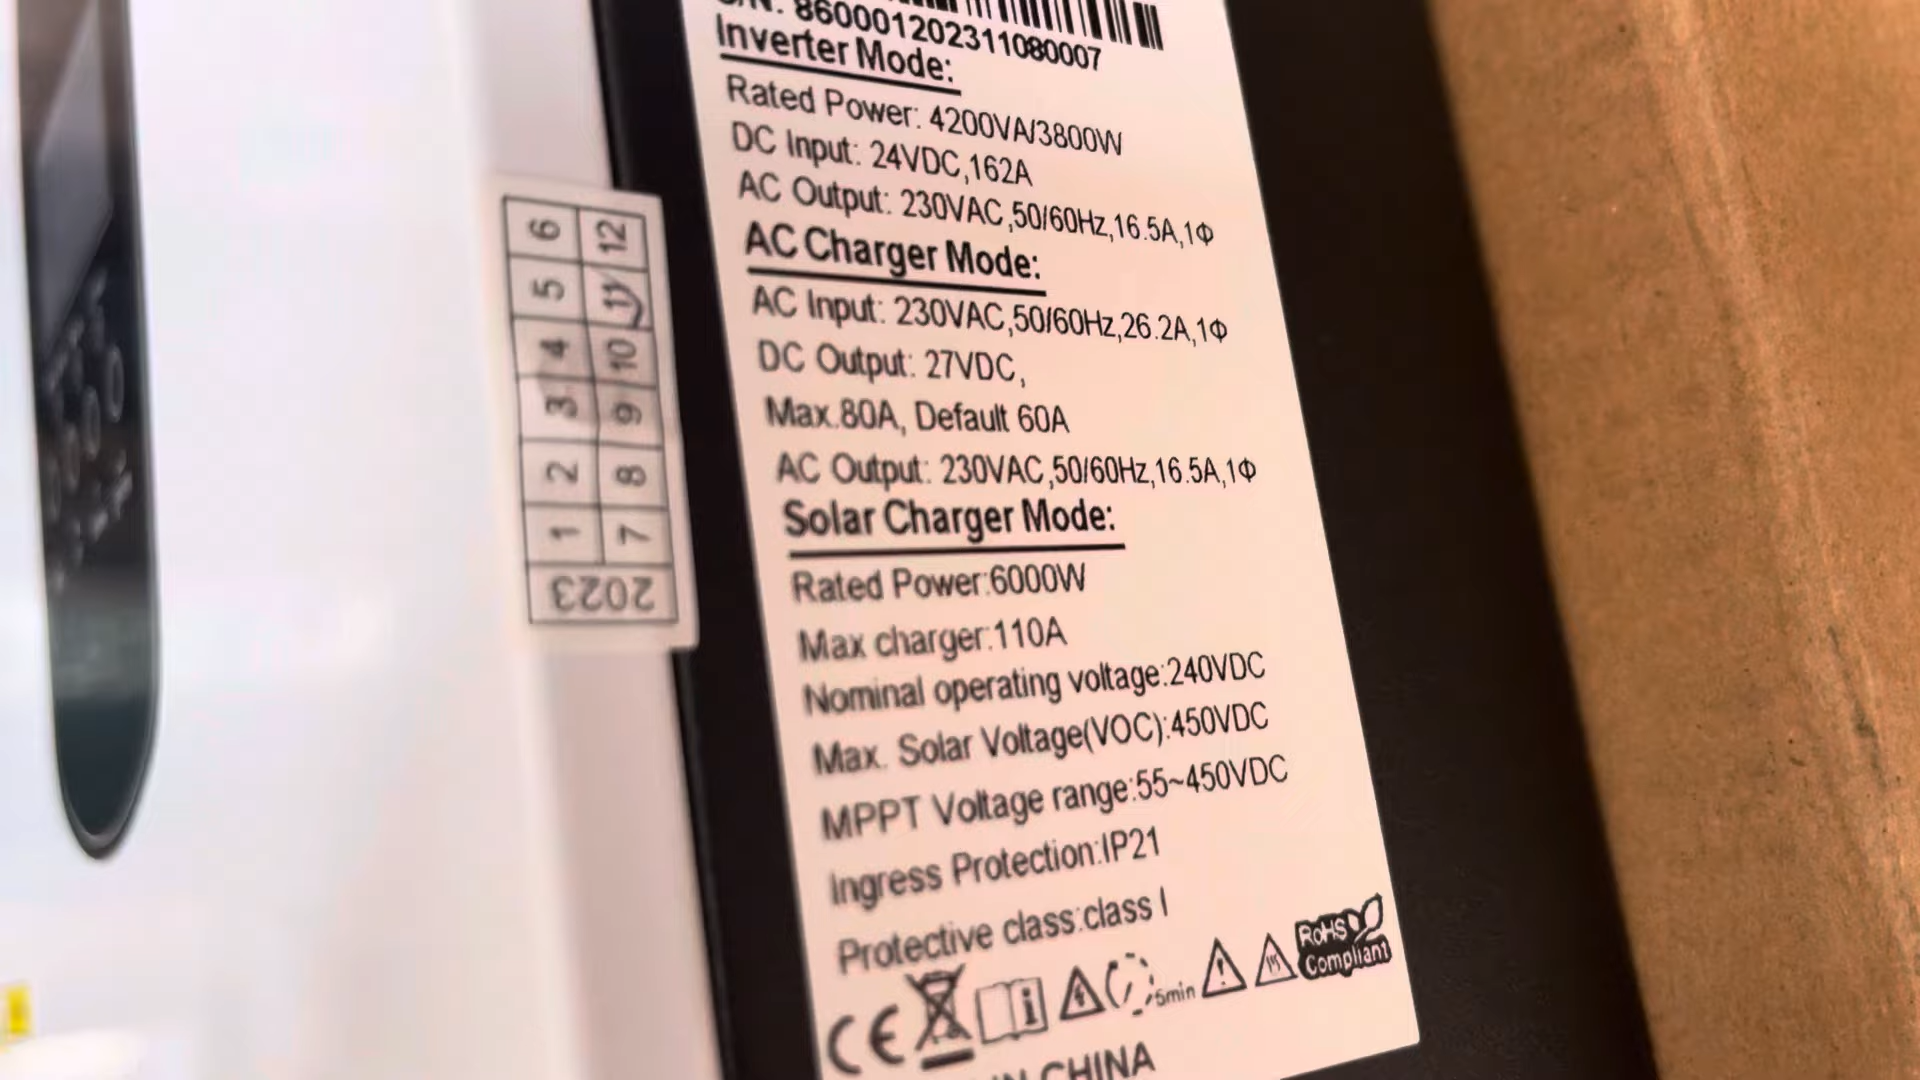 860001202311080007
Inverter Mode:
Rated Power: 4200VA/3800W
DC Input: 24VDC,162A
AC Output: 230VAC,50/60Hz,16.5A,1Φ
AC Charger Mode:
AC Input: 230VAC,50/60Hz,26.2A,1Φ
DC Output: 27VDC,
Max.80A, Default 60A
AC Output: 230VAC,50/60Hz,16.5A,1Φ
Solar Charger Mode:
Rated Power:6000W
Max charger:110A
Nominal operating voltage:240VDC
Max. Solar Voltage(VOC):450VDC
MPPT Voltage range:55~450VDC
Ingress Protection:IP21
Protective class:class I
CE
5min
RoHS
Compliant
CHINA
2023
1 2 3 4 5 6
7 8 9 10 11 12